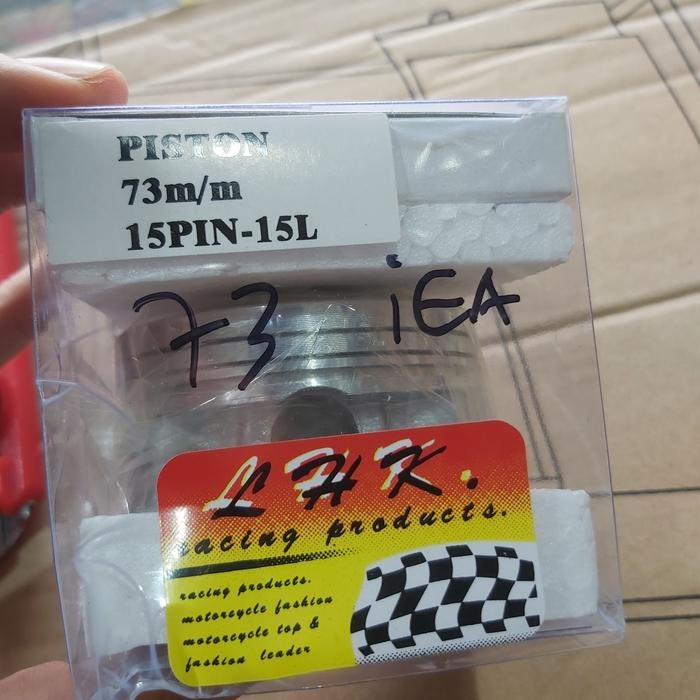 PISTON
73m/m
15PIN-15L
73 iEA
LHK.
racing products.
racing products.
motorcycle fashion
motorcycle top &
fashion leader